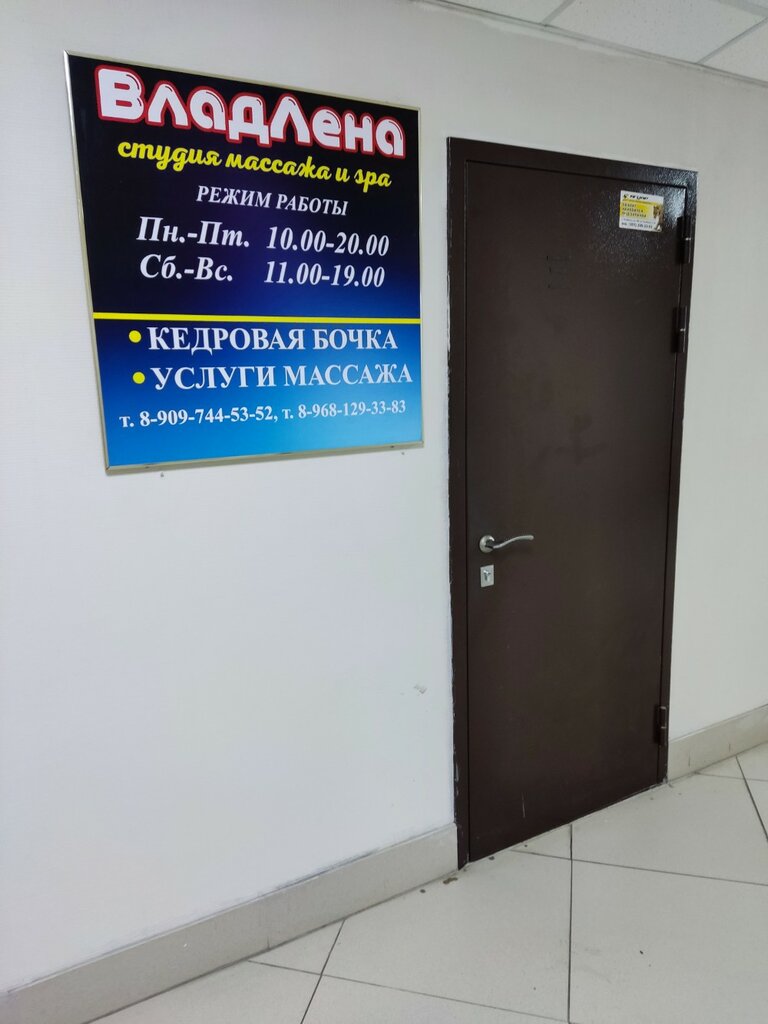 ВладЛена
студия массажа и spa
РЕЖИМ РАБОТЫ
Пн.-Пт. 10.00-20.00
Сб.-Вс. 11.00-19.00
• КЕДРОВАЯ БОЧКА
• УСЛУГИ МАССАЖА
т. 8-909-744-53-52, т. 8-968-129-33-83